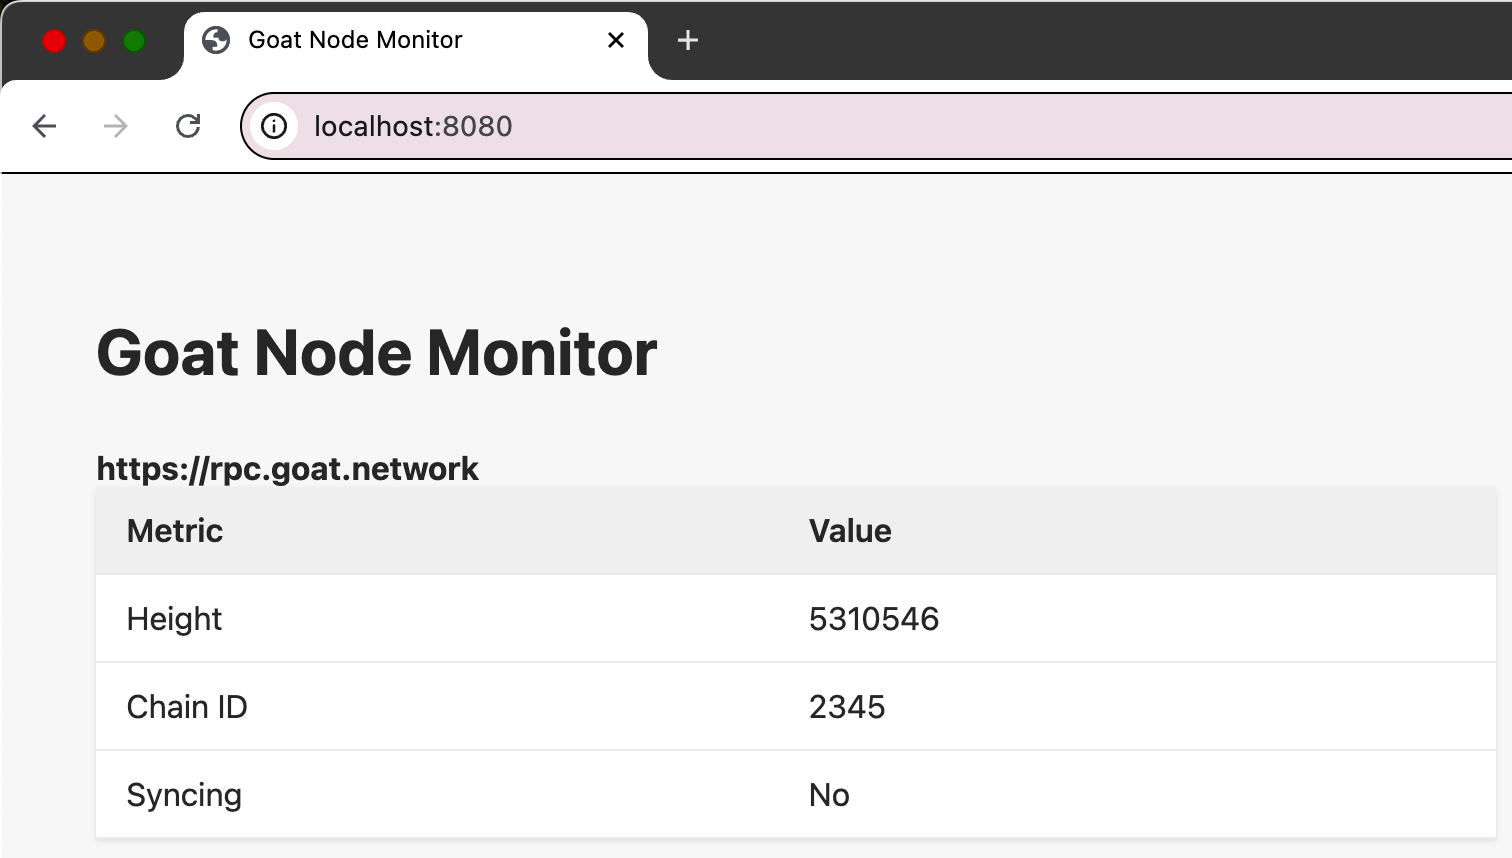 Goat Node Monitor
localhost:8080
Goat Node Monitor
https://rpc.goat.network
Metric Value
Height 5310546
Chain ID 2345
Syncing No